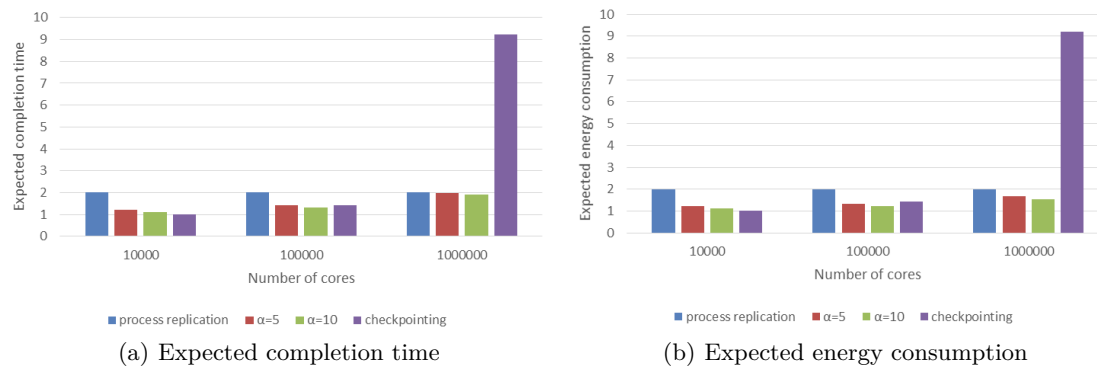 10
9
8
7
6
5
4
3
2
1
0
Expected completion time
10000 100000 1000000
Number of cores
process replication α=5 α=10 checkpointing
(a) Expected completion time
10
9
8
7
6
5
4
3
2
1
0
Expected energy consumption
10000 100000 1000000
Number of cores
process replication α=5 α=10 checkpointing
(b) Expected energy consumption